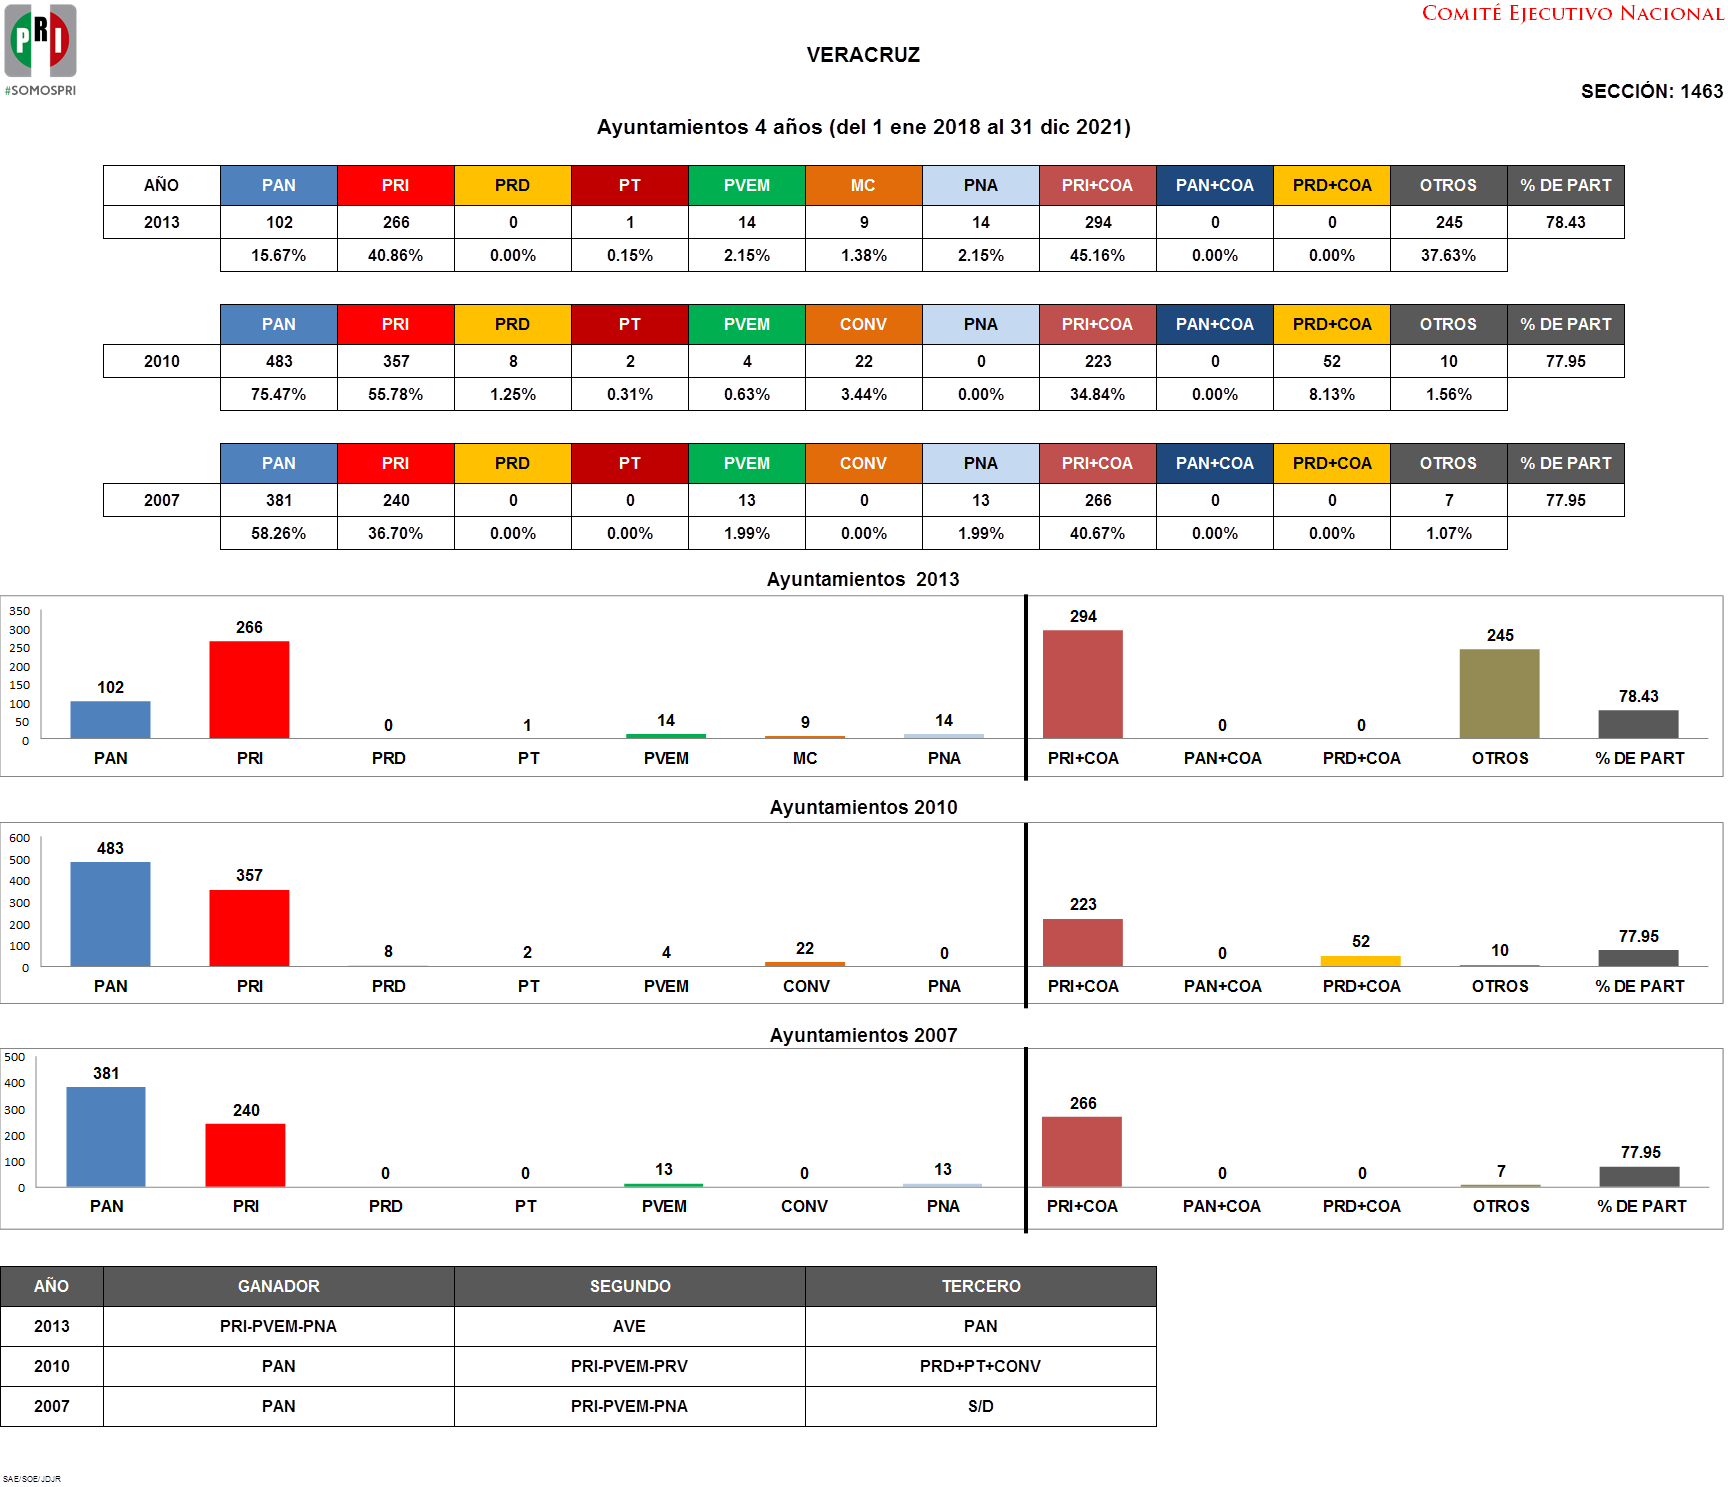 PRI
#SOMOSPRI
COMITÉ EJECUTIVO NACIONAL
VERACRUZ
SECCIÓN: 1463
Ayuntamientos 4 años (del 1 ene 2018 al 31 dic 2021)
AÑO PAN PRI PRD PT PVEM MC PNA PRI+COA PAN+COA PRD+COA OTROS % DE PART
2013 102 266 0 1 14 9 14 294 0 0 245 78.43
15.67% 40.86% 0.00% 0.15% 2.15% 1.38% 2.15% 45.16% 0.00% 0.00% 37.63%
PAN PRI PRD PT PVEM CONV PNA PRI+COA PAN+COA PRD+COA OTROS % DE PART
2010 483 357 8 2 4 22 0 223 0 52 10 77.95
75.47% 55.78% 1.25% 0.31% 0.63% 3.44% 0.00% 34.84% 0.00% 8.13% 1.56%
PAN PRI PRD PT PVEM CONV PNA PRI+COA PAN+COA PRD+COA OTROS % DE PART
2007 381 240 0 0 13 0 13 266 0 0 7 77.95
58.26% 36.70% 0.00% 0.00% 1.99% 0.00% 1.99% 40.67% 0.00% 0.00% 1.07%
Ayuntamientos 2013
350
300
250
200
150
100
50
0
102 266 0 1 14 9 14 294 0 0 245 78.43
PAN PRI PRD PT PVEM MC PNA PRI+COA PAN+COA PRD+COA OTROS % DE PART
Ayuntamientos 2010
600
500
400
300
200
100
0
483 357 8 2 4 22 0 223 0 52 10 77.95
PAN PRI PRD PT PVEM CONV PNA PRI+COA PAN+COA PRD+COA OTROS % DE PART
Ayuntamientos 2007
500
400
300
200
100
0
381 240 0 0 13 0 13 266 0 0 7 77.95
PAN PRI PRD PT PVEM CONV PNA PRI+COA PAN+COA PRD+COA OTROS % DE PART
AÑO GANADOR SEGUNDO TERCERO
2013 PRI-PVEM-PNA AVE PAN
2010 PAN PRI-PVEM-PRV PRD+PT+CONV
2007 PAN PRI-PVEM-PNA S/D
SAE/SOE/JDJR